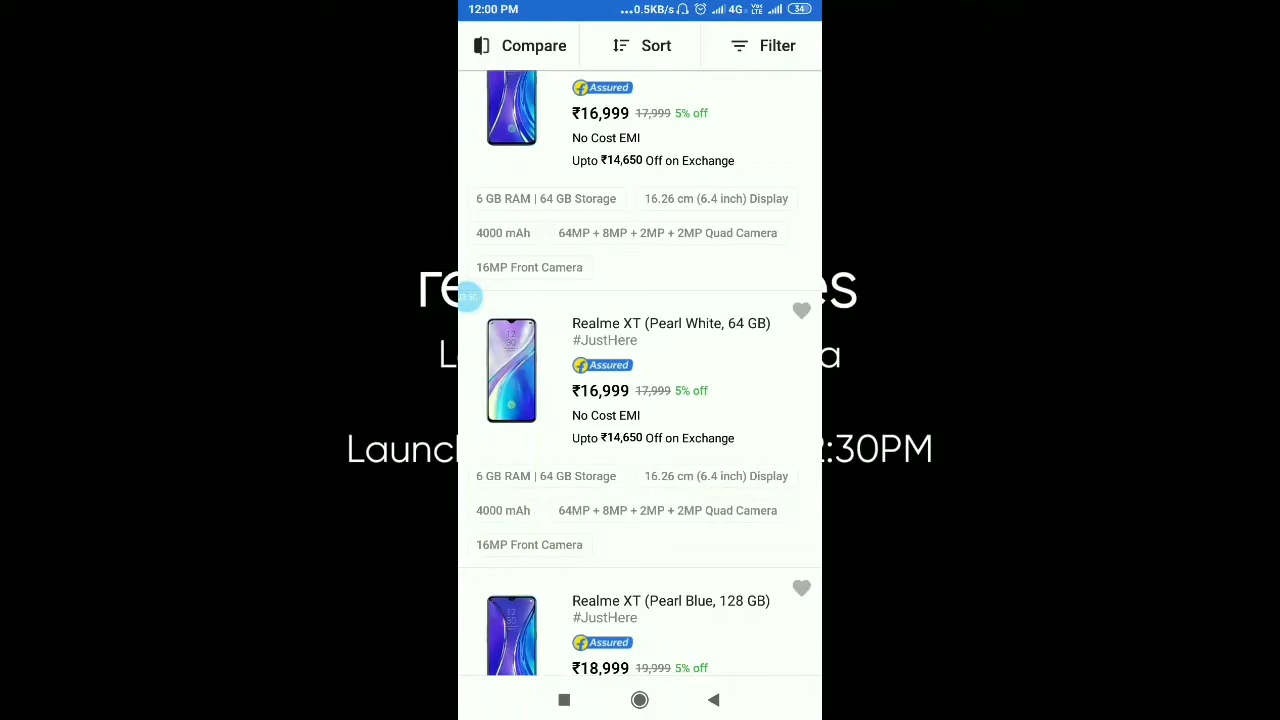 12:00 PM
...0.5KB/s 4G Vo LTE 34
Compare
Sort
Filter
Assured
₹16,999 17,999 5% off
No Cost EMI
Upto ₹14,650 Off on Exchange
6 GB RAM | 64 GB Storage
16.26 cm (6.4 inch) Display
4000 mAh
64MP + 8MP + 2MP + 2MP Quad Camera
16MP Front Camera
Realme XT (Pearl White, 64 GB)
#JustHere
Assured
₹16,999 17,999 5% off
No Cost EMI
Upto ₹14,650 Off on Exchange
6 GB RAM | 64 GB Storage
16.26 cm (6.4 inch) Display
4000 mAh
64MP + 8MP + 2MP + 2MP Quad Camera
16MP Front Camera
Realme XT (Pearl Blue, 128 GB)
#JustHere
Assured
₹18,999 19,999 5% off
Launc
:30PM